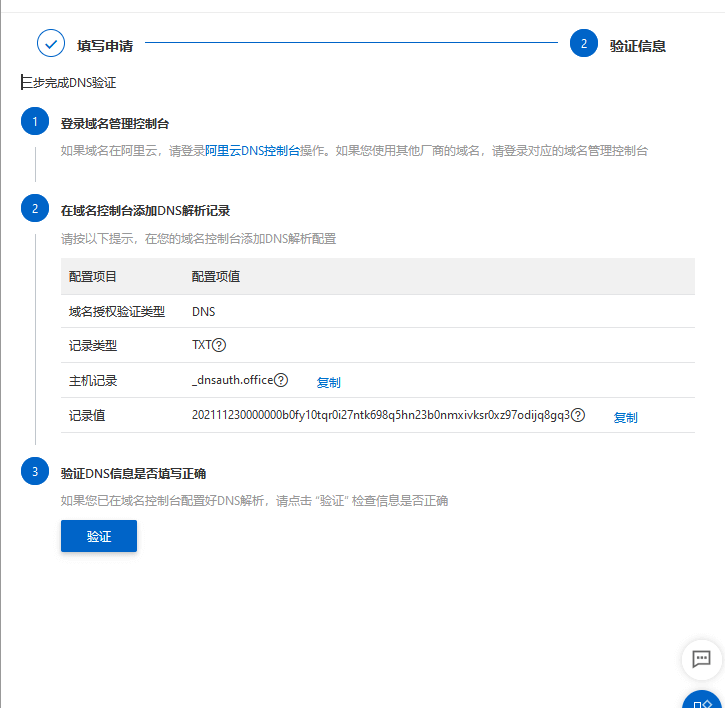 填写申请
2 验证信息
三步完成DNS验证
1 登录域名管理控制台
如果域名在阿里云，请登录阿里云DNS控制台操作。如果您使用其他厂商的域名，请登录对应的域名管理控制台
2 在域名控制台添加DNS解析记录
请按以下提示，在您的域名控制台添加DNS解析配置
配置项目 配置项值
域名授权验证类型 DNS
记录类型 TXT?
主机记录 _dnsauth.office? 复制
记录值 202111230000000b0fy10tqr0i27ntk698q5hn23b0nmxivksr0xz97odijq8gq3? 复制
3 验证DNS信息是否填写正确
如果您已在域名控制台配置好DNS解析，请点击 “验证” 检查信息是否正确
验证